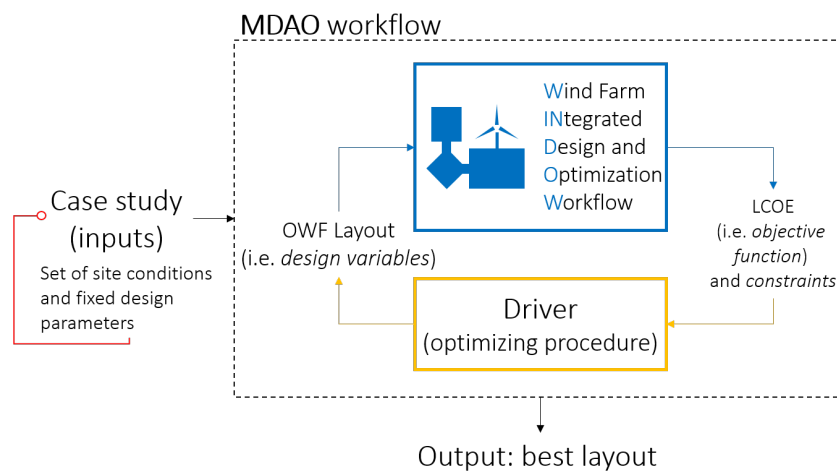 MDAO workflow
Wind Farm
INtegrated
Design and
Optimization
Workflow
Case study
(inputs)
Set of site conditions
and fixed design
parameters
OWF Layout
(i.e. design variables)
LCOE
(i.e. objective
function)
and constraints
Driver
(optimizing procedure)
Output: best layout